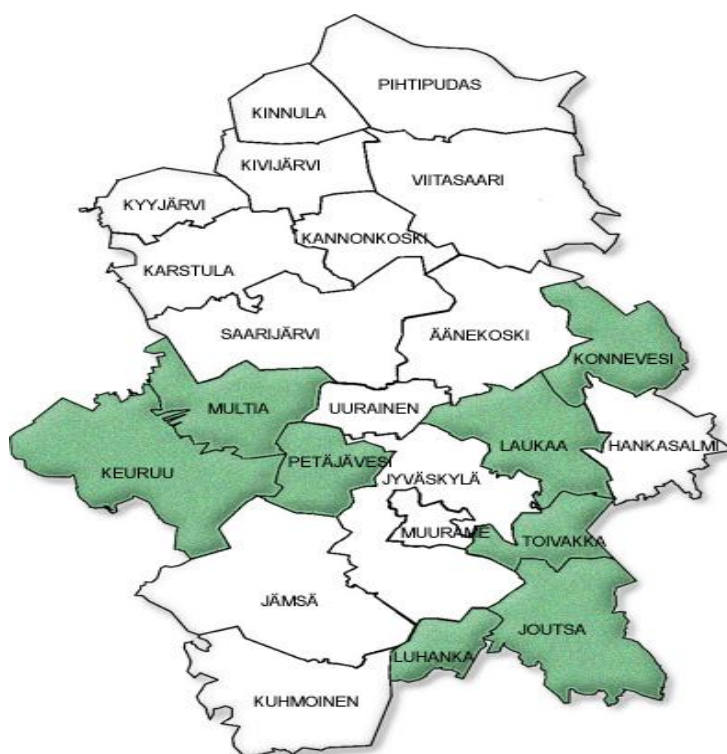 PIHTIPUDAS
KINNULA
KIVIJÄRVI
VIITASAARI
KYYJÄRVI
KANNONKOSKI
KARSTULA
SAARIJÄRVI
ÄÄNEKOSKI
KONNEVESI
MULTIA
UURAINEN
LAUKAA
HANKASALMI
KEURUU
PETÄJÄVESI
JYVÄSKYLÄ
MUURAME
TOIVAKKA
JÄMSÄ
JOUTSA
LUHANKA
KUHMOINEN